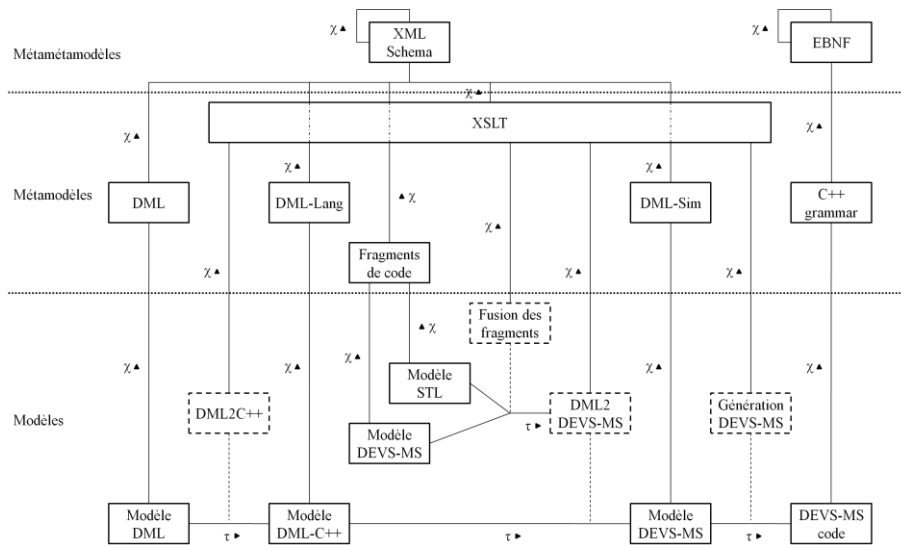 χ ▲
XML
Schema
χ ▲
EBNF
Métamétamodèles
χ ▲
XSLT
χ ▲
χ ▲
χ ▲
χ ▲
Métamodèles
DML
DML-Lang
▲ χ
DML-Sim
C++
grammar
χ ▲
Fragments
de code
χ ▲
χ ▲
χ ▲
Fusion des
fragments
▲ χ
χ ▲
χ ▲
χ ▲
χ ▲
χ ▲
Modèle
STL
Modèles
DML2C++
DML2
DEVS-MS
Génération
DEVS-MS
τ ►
Modèle
DEVS-MS
Modèle
DML
τ ►
Modèle
DML-C++
τ ►
Modèle
DEVS-MS
τ ►
DEVS-MS
code